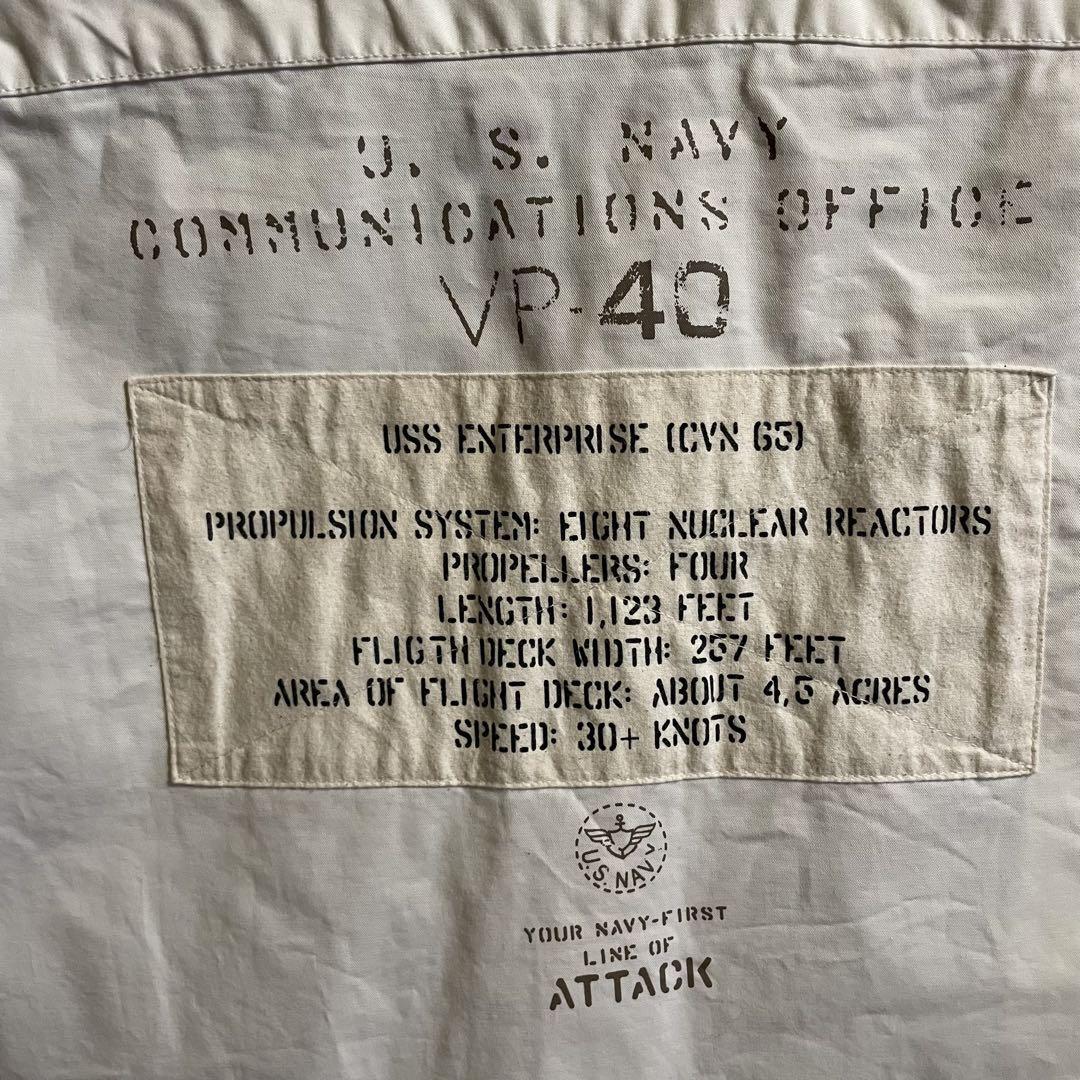 U. S. NAVY
COMMUNICATIONS OFFICE
VP-40
USS ENTERPRISE (CVN 65)
PROPULSION SYSTEM: EIGHT NUCLEAR REACTORS
PROPELLERS: FOUR
LENGTH: 1,123 FEET
FLIGTH DECK WIDTH: 257 FEET
AREA OF FLIGHT DECK: ABOUT 4,5 ACRES
SPEED: 30+ KNOTS
U.S. NAVY
YOUR NAVY-FIRST
LINE OF
ATTACK